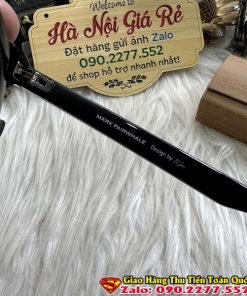 Welcome to
Hà Nội Giá Rẻ
Đặt hàng gửi ảnh Zalo
090.2277.552
để shop hỗ trợ nhanh nhất!
MARK FAIRWHALE Design by
Giao Hàng Thu Tiền Toàn Quốc
Zalo: 090.2277.552